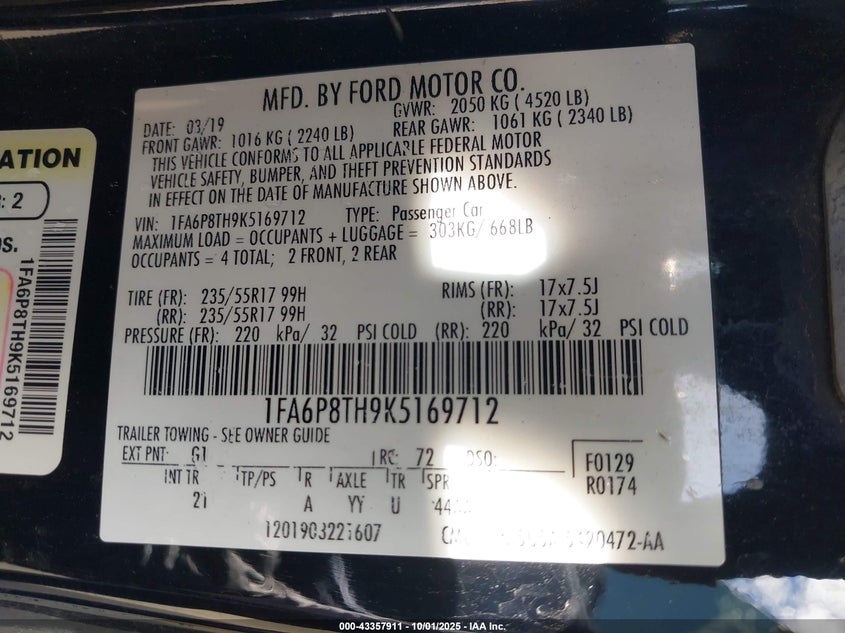 MFD. BY FORD MOTOR CO.
DATE: 03/19 GVWR: 2050 KG ( 4520 LB)
FRONT GAWR: 1016 KG ( 2240 LB) REAR GAWR: 1061 KG ( 2340 LB)
THIS VEHICLE CONFORMS TO ALL APPLICABLE FEDERAL MOTOR
VEHICLE SAFETY, BUMPER, AND THEFT PREVENTION STANDARDS
IN EFFECT ON THE DATE OF MANUFACTURE SHOWN ABOVE.
VIN: 1FA6P8TH9K5169712 TYPE: Passenger Car
MAXIMUM LOAD = OCCUPANTS + LUGGAGE = 303KG/ 668LB
OCCUPANTS = 4 TOTAL; 2 FRONT, 2 REAR
TIRE (FR): 235/55R17 99H RIMS (FR): 17x7.5J
(RR): 235/55R17 99H (RR): 17x7.5J
PRESSURE (FR): 220 kPa/ 32 PSI COLD (RR): 220 kPa/ 32 PSI COLD
1FA6P8TH9K5169712
TRAILER TOWING - SEE OWNER GUIDE
EXT PNT: G1 RC: 72 DSO: F0129
INT TR TP/PS R AXLE TR SPR R0174
A YY U
1201903221607
0472-AA
ATION
: 2
1FA6P8TH9K5169712
000-43357911 - 10/01/2025 - IAA Inc.